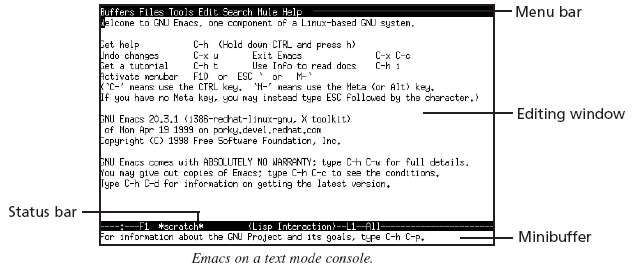 Buffers Files Tools Edit Search Mule Help
Menu bar
Welcome to GNU Emacs, one component of a Linux-based GNU system.
Get help C-h (Hold down CTRL and press h)
Undo changes C-x u Exit Emacs C-x C-c
Get a tutorial C-h t Use Info to read docs C-h i
Activate menubar F10 or ESC ` or M-`
(`C-' means use the CTRL key. `M-' means use the Meta (or Alt) key.
If you have no Meta key, you may instead type ESC followed by the character.)
Editing window
GNU Emacs 20.3.1 (i386-redhat-linux-gnu, X toolkit)
of Mon Apr 19 1999 on porky.devel.redhat.com
Copyright (C) 1998 Free Software Foundation, Inc.
GNU Emacs comes with ABSOLUTELY NO WARRANTY; type C-h C-w for full details.
You may give out copies of Emacs; type C-h C-c to see the conditions.
Type C-h C-d for information on getting the latest version.
Status bar
----:---F1 *scratch* (Lisp Interaction)--L1--All----
For information about the GNU Project and its goals, type C-h C-p.
Minibuffer
Emacs on a text mode console.